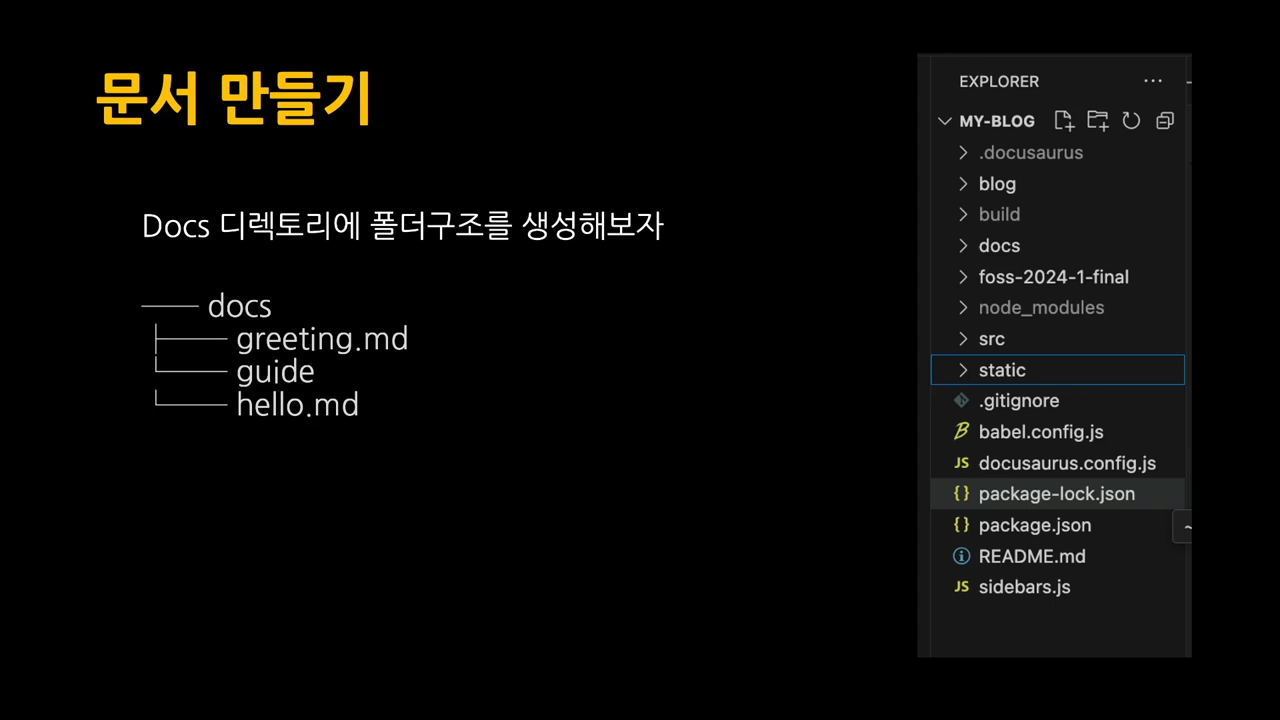 문서 만들기
Docs 디렉토리에 폴더구조를 생성해보자
─── docs
├─── greeting.md
└─── guide
└─── hello.md
EXPLORER
MY-BLOG
.docusaurus
blog
build
docs
foss-2024-1-final
node_modules
src
static
.gitignore
babel.config.js
JS docusaurus.config.js
{} package-lock.json
{} package.json
README.md
JS sidebars.js